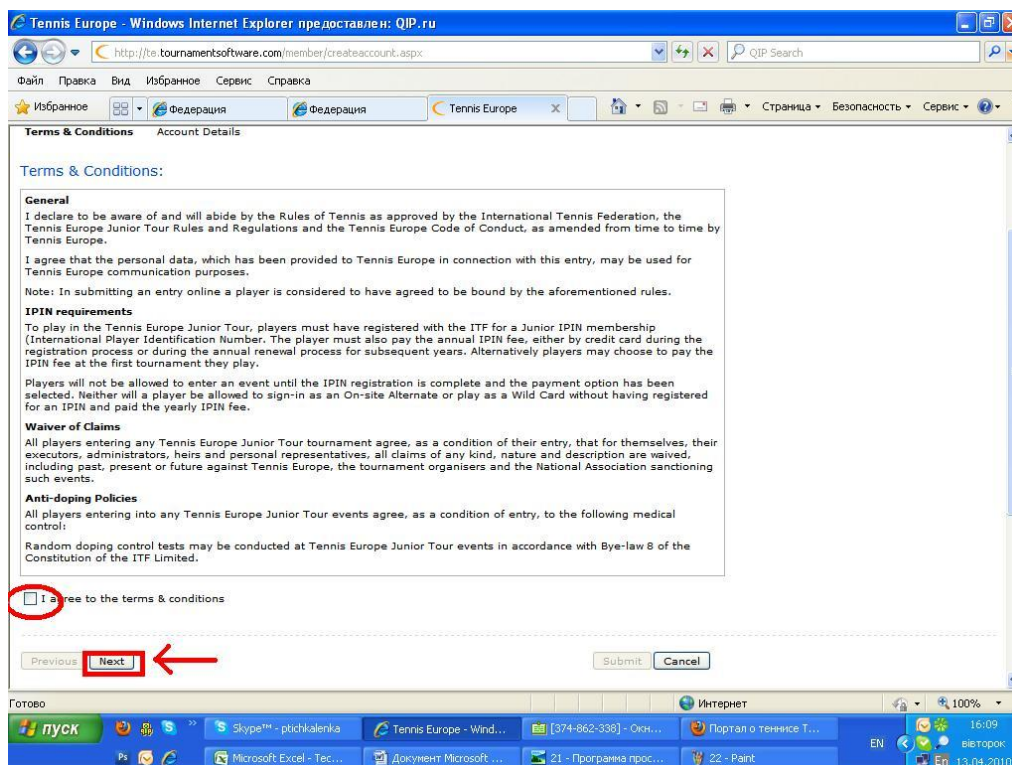 Tennis Europe - Windows Internet Explorer предоставлен: QIP.ru
http://te.tournamentsoftware.com/member/createaccount.aspx
QIP Search
Файл Правка Вид Избранное Сервис Справка
Избранное Федерация Федерация Tennis Europe Страница Безопасность Сервис
Terms & Conditions Account Details
Terms & Conditions:
General
I declare to be aware of and will abide by the Rules of Tennis as approved by the International Tennis Federation, the
Tennis Europe Junior Tour Rules and Regulations and the Tennis Europe Code of Conduct, as amended from time to time by
Tennis Europe.
I agree that the personal data, which has been provided to Tennis Europe in connection with this entry, may be used for
Tennis Europe communication purposes.
Note: In submitting an entry online a player is considered to have agreed to be bound by the aforementioned rules.
IPIN requirements
To play in the Tennis Europe Junior Tour, players must have registered with the ITF for a Junior IPIN membership
(International Player Identification Number. The player must also pay the annual IPIN fee, either by credit card during the
registration process or during the annual renewal process for subsequent years. Alternatively players may choose to pay the
IPIN fee at the first tournament they play.
Players will not be allowed to enter an event until the IPIN registration is complete and the payment option has been
selected. Neither will a player be allowed to sign-in as an On-site Alternate or play as a Wild Card without having registered
for an IPIN and paid the yearly IPIN fee.
Waiver of Claims
All players entering any Tennis Europe Junior Tour tournament agree, as a condition of their entry, that for themselves, their
executors, administrators, heirs and personal representatives, all claims of any kind, nature and description are waived,
including past, present or future against Tennis Europe, the tournament organisers and the National Association sanctioning
such events.
Anti-doping Policies
All players entering into any Tennis Europe Junior Tour events agree, as a condition of entry, to the following medical
control:
Random doping control tests may be conducted at Tennis Europe Junior Tour events in accordance with Bye-law 8 of the
Constitution of the ITF Limited.
I agree to the terms & conditions
Previous Next Submit Cancel
Готово Интернет 100%
пуск Skype™ - ptichkalenka Tennis Europe - Wind... [374-862-338] - Окн... Портал о теннисе Т... 16:09
EN вівторок
Ps Microsoft Excel - Тес... Документ Microsoft ... 21 - Программа прос... 22 - Paint En 13.04.2010